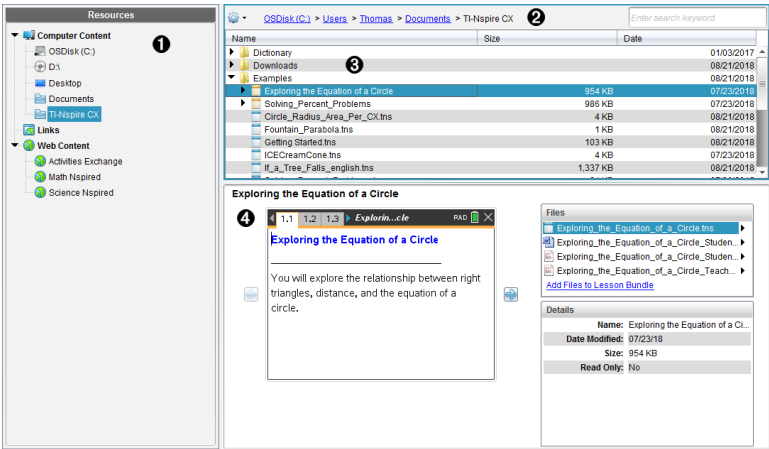 Resources
Computer Content
❶
OSDisk (C:)
D:\
Desktop
Documents
TI-Nspire CX
Links
Web Content
Activities Exchange
Math Nspired
Science Nspired
OSDisk (C:) > Users > Thomas > Documents > TI-Nspire CX ❷ Enter search keyword
Name Size Date
Dictionary 01/03/2017
Downloads ❸ 08/21/2018
Examples 08/21/2018
Exploring the Equation of a Circle 954 KB 07/23/2018
Solving_Percent_Problems 986 KB 07/23/2018
Circle_Radius_Area_Per_CX.tns 4 KB 08/21/2018
Fountain_Parabola.tns 1 KB 08/21/2018
Getting Started.tns 103 KB 08/21/2018
ICECreamCone.tns 4 KB 07/23/2018
If_a_Tree_Falls_english.tns 1,337 KB 08/21/2018
Exploring the Equation of a Circle
❹
1.1 1.2 1.3 Explorin...cle RAD
Exploring the Equation of a Circle
You will explore the relationship between right
triangles, distance, and the equation of a
circle.
Files
Exploring_the_Equation_of_a_Circle.tns
Exploring_the_Equation_of_a_Circle_Studen...
Exploring_the_Equation_of_a_Circle_Studen...
Exploring_the_Equation_of_a_Circle_Teach...
Add Files to Lesson Bundle
Details
Name: Exploring the Equation of a Ci...
Date Modified: 07/23/18
Size: 954 KB
Read Only: No